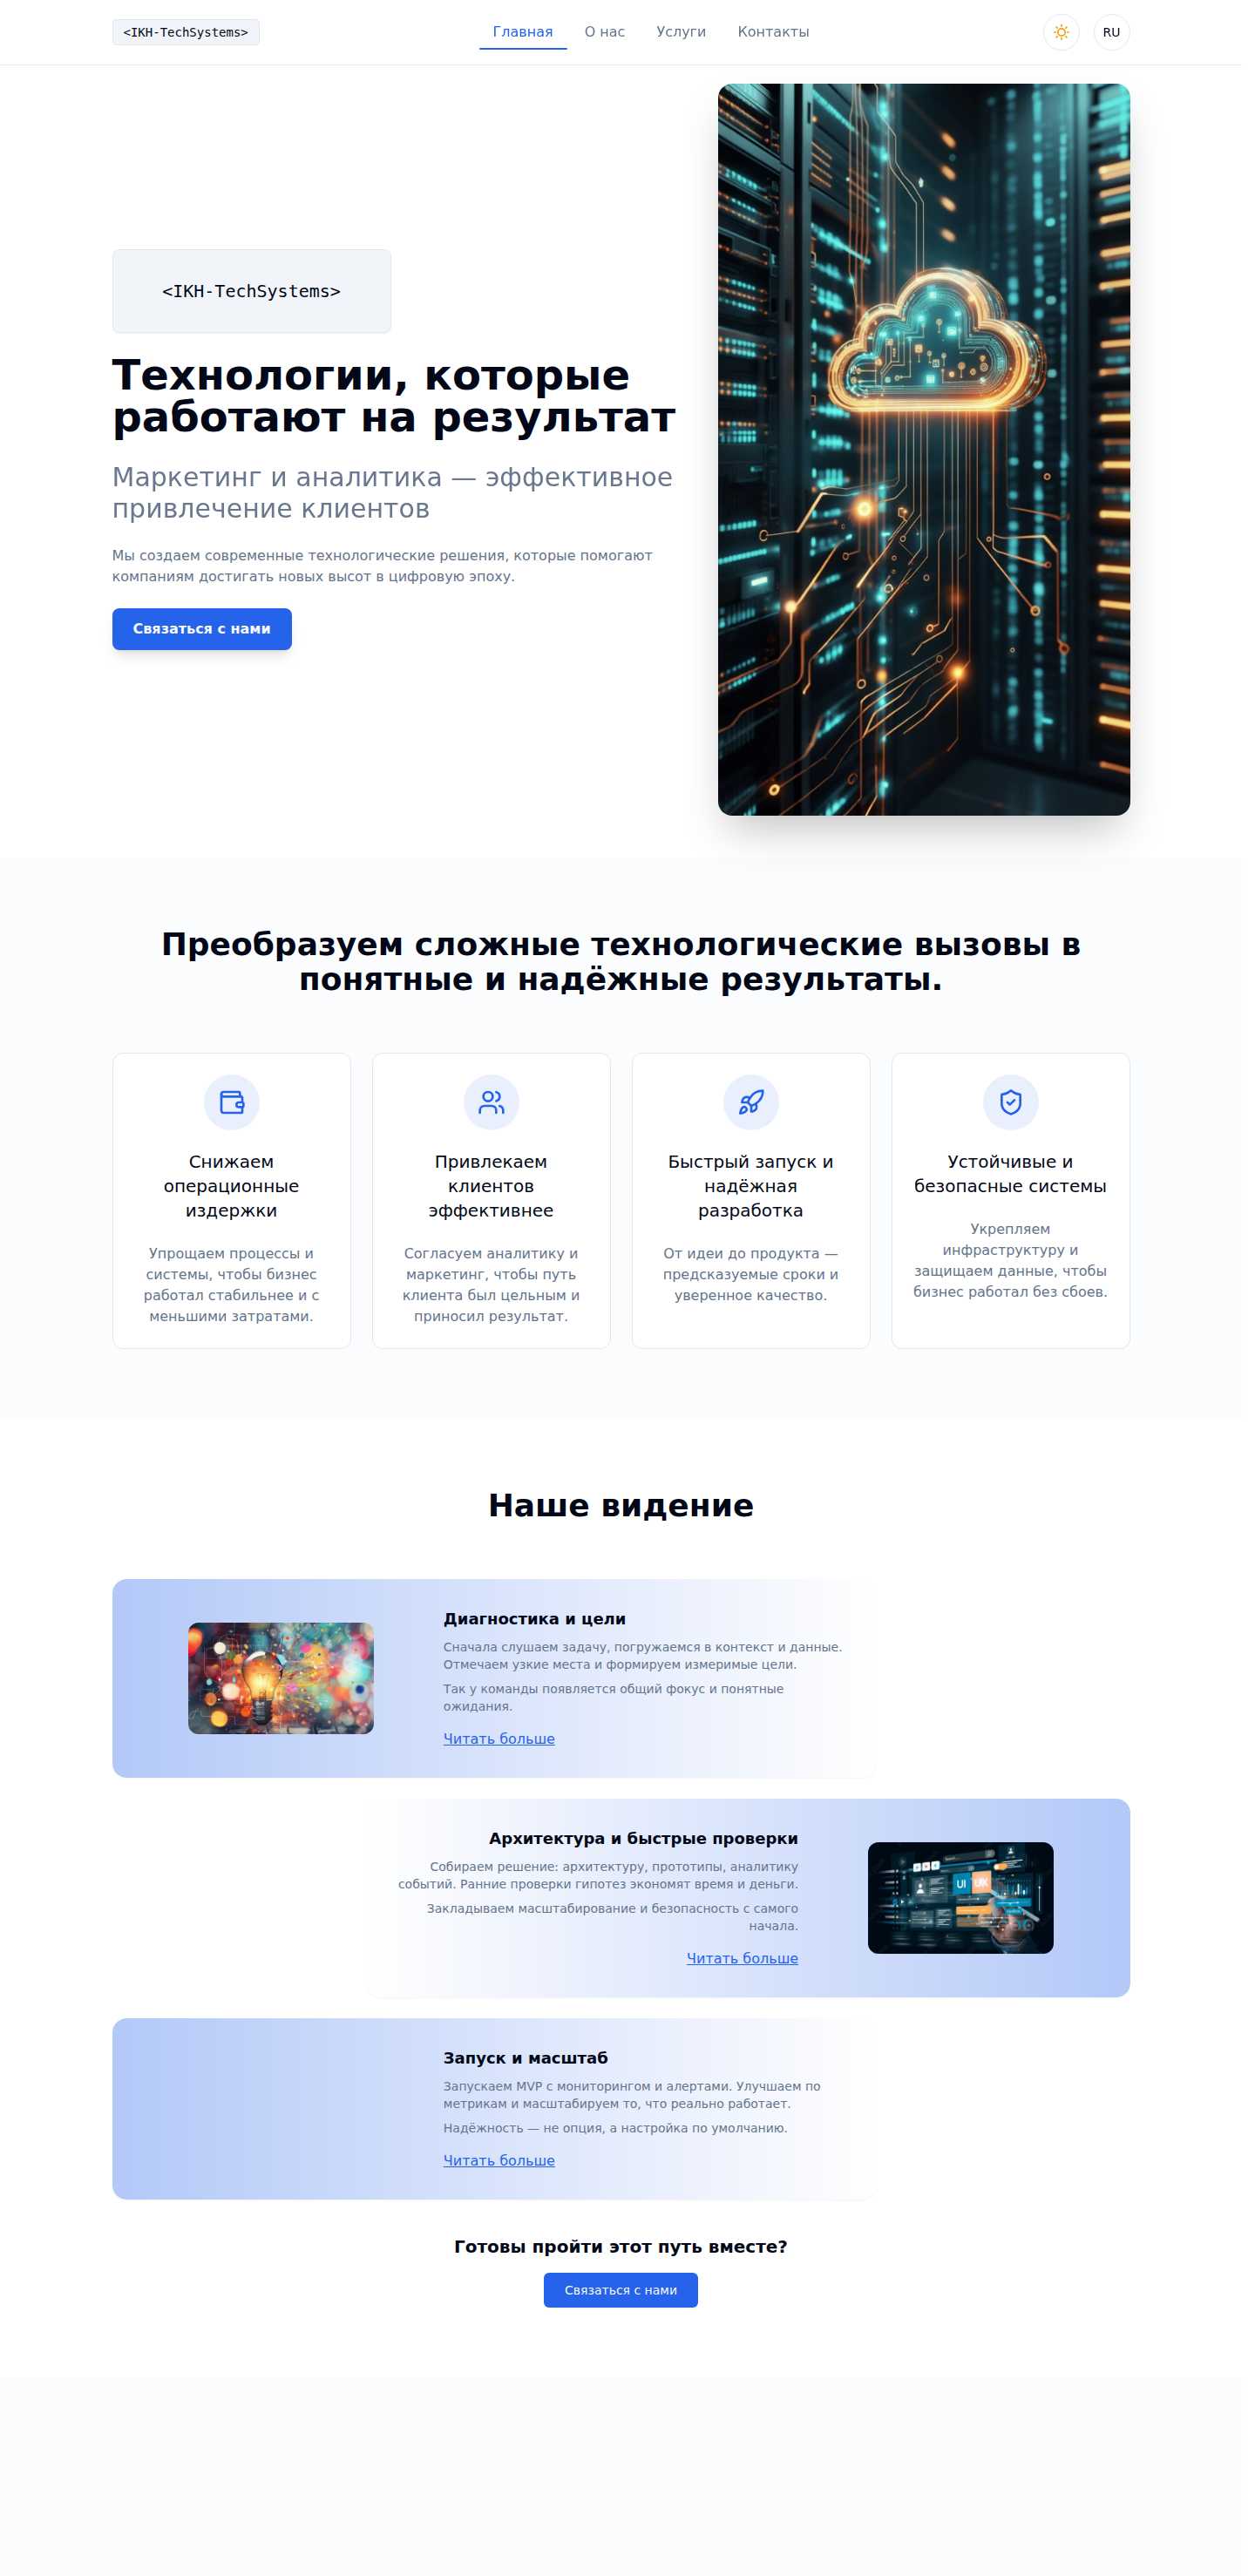 <IKH-TechSystems>
Главная
О нас
Услуги
Контакты
RU
<IKH-TechSystems>
Технологии, которые
работают на результат
Маркетинг и аналитика — эффективное
привлечение клиентов
Мы создаем современные технологические решения, которые помогают
компаниям достигать новых высот в цифровую эпоху.
Связаться с нами
Преобразуем сложные технологические вызовы в
понятные и надёжные результаты.
Снижаем
операционные
издержки
Упрощаем процессы и
системы, чтобы бизнес
работал стабильнее и с
меньшими затратами.
Привлекаем
клиентов
эффективнее
Согласуем аналитику и
маркетинг, чтобы путь
клиента был цельным и
приносил результат.
Быстрый запуск и
надёжная
разработка
От идеи до продукта —
предсказуемые сроки и
уверенное качество.
Устойчивые и
безопасные системы
Укрепляем
инфраструктуру и
защищаем данные, чтобы
бизнес работал без сбоев.
Наше видение
Диагностика и цели
Сначала слушаем задачу, погружаемся в контекст и данные.
Отмечаем узкие места и формируем измеримые цели.
Так у команды появляется общий фокус и понятные
ожидания.
Читать больше
Архитектура и быстрые проверки
Собираем решение: архитектуру, прототипы, аналитику
событий. Ранние проверки гипотез экономят время и деньги.
Закладываем масштабирование и безопасность с самого
начала.
Читать больше
UI
UX
Запуск и масштаб
Запускаем MVP с мониторингом и алертами. Улучшаем по
метрикам и масштабируем то, что реально работает.
Надёжность — не опция, а настройка по умолчанию.
Читать больше
Готовы пройти этот путь вместе?
Связаться с нами